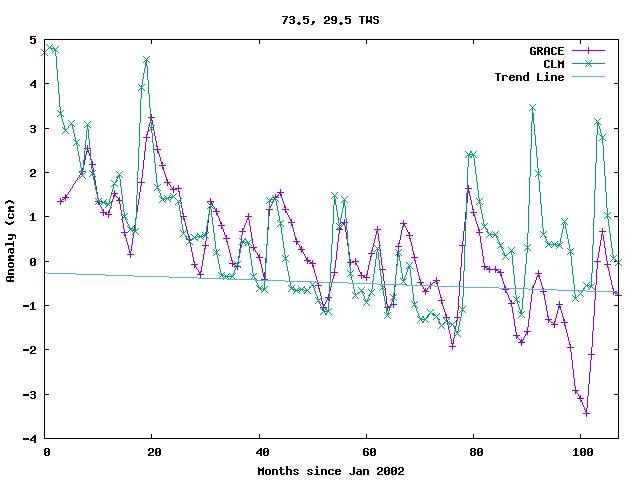 73.5, 29.5 TWS
GRACE
CLM
Trend Line
5
4
3
2
1
0
-1
-2
-3
-4
Anomaly (cm)
0 20 40 60 80 100
Months since Jan 2002